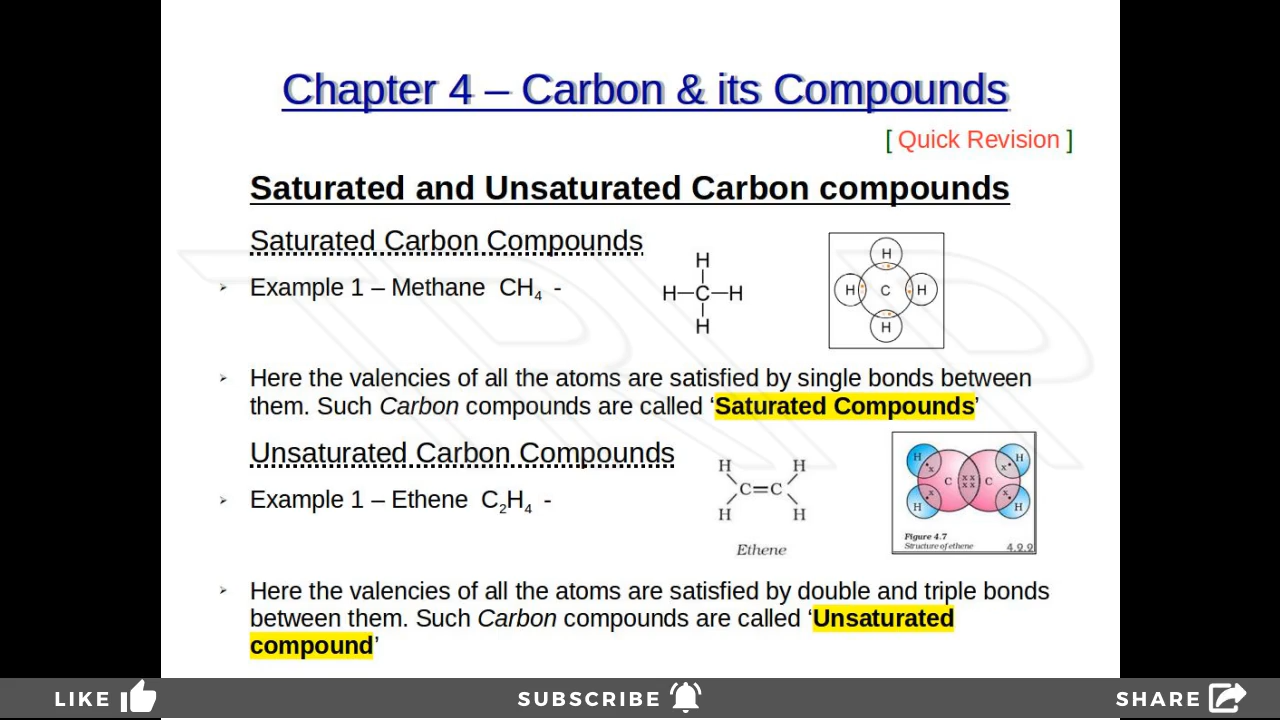 Chapter 4 – Carbon & its Compounds
[ Quick Revision ]
Saturated and Unsaturated Carbon compounds
Saturated Carbon Compounds
Example 1 – Methane CH₄ -
H
H–C–H
H
H
H C H
H
Here the valencies of all the atoms are satisfied by single bonds between
them. Such Carbon compounds are called ‘Saturated Compounds’
Unsaturated Carbon Compounds
Example 1 – Ethene C₂H₄ -
H H
C=C
H H
Ethene
H H
C C
H H
Figure 4.7
Structure of ethene
4.2.2
Here the valencies of all the atoms are satisfied by double and triple bonds
between them. Such Carbon compounds are called ‘Unsaturated
compound’
LIKE SUBSCRIBE SHARE